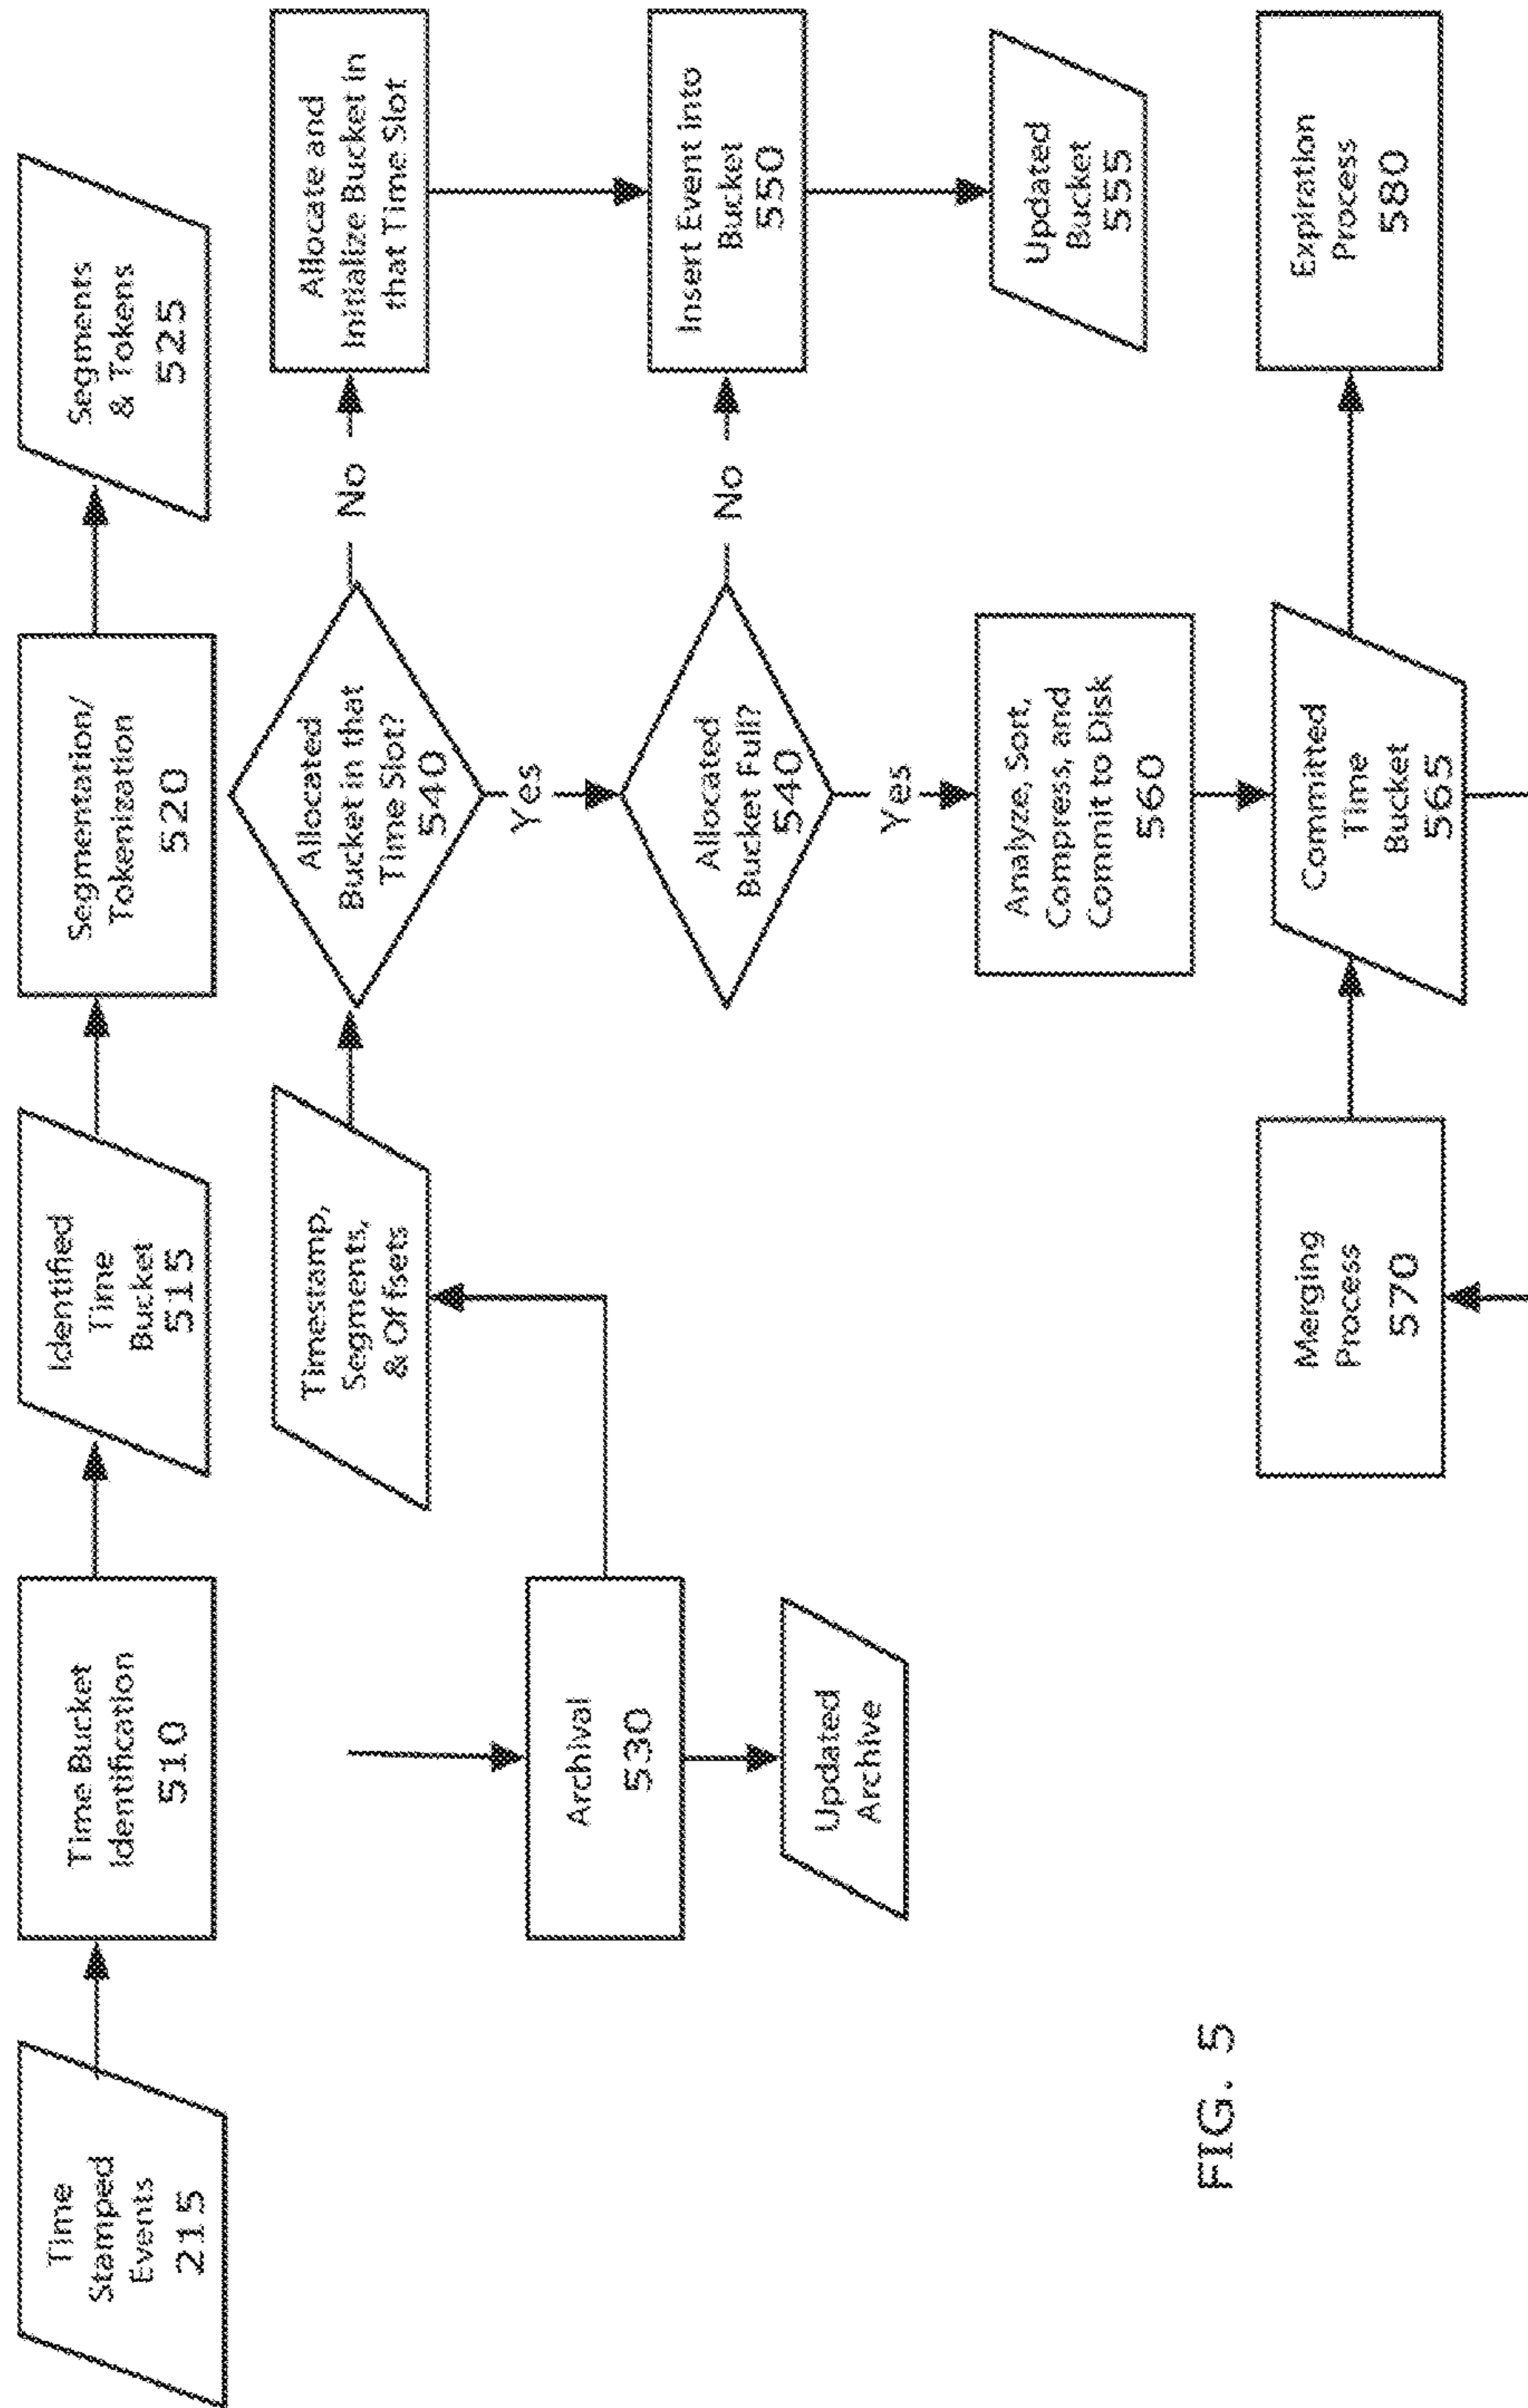 Time
Stamped
Events
215
Time Bucket
Identification
510
Identified
Time
Bucket
515
Segmentation/
Tokenization
520
Segments
& Tokens
525
Timestamp,
Segments,
& Offsets
Allocated
Bucket in that
Time Slot?
540
No
Allocate and
Initialize Bucket in
that Time Slot
Yes
Archival
530
Updated
Archive
Allocated
Bucket Full?
540
No
Insert Event into
Bucket
550
Updated
Bucket
555
Yes
Analyze, Sort,
Compress, and
Commit to Disk
560
Merging
Process
570
Committed
Time
Bucket
565
Expiration
Process
580
FIG. 5